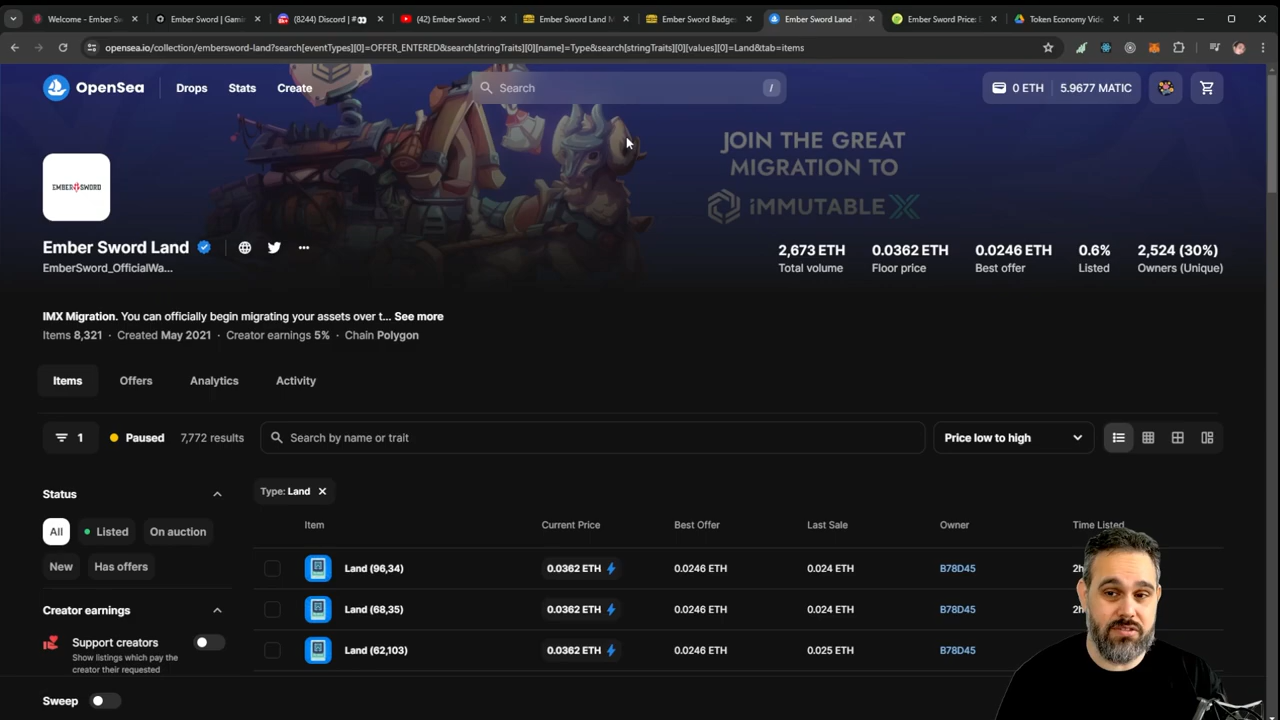 Welcome - Ember Sw
Ember Sword | Gami
(8244) Discord | #
(42) Ember Sword - Y
Ember Sword Land M
Ember Sword Badge
Ember Sword Land -
Ember Sword Price: E
Token Economy Vide
opensea.io/collection/embersword-land?search[eventTypes][0]=OFFER_ENTERED&search[stringTraits][0][name]=Type&search[stringTraits][0][values][0]=Land&tab=items
OpenSea
Drops
Stats
Create
Search
/
0 ETH
5.9677 MATIC
JOIN THE GREAT
MIGRATION TO
IMMUTABLE X
EMBER SWORD
Ember Sword Land
EmberSword_OfficialWa...
2,673 ETH
Total volume
0.0362 ETH
Floor price
0.0246 ETH
Best offer
0.6%
Listed
2,524 (30%)
Owners (Unique)
IMX Migration. You can officially begin migrating your assets over t... See more
Items 8,321 · Created May 2021 · Creator earnings 5% · Chain Polygon
Items
Offers
Analytics
Activity
1
Paused
7,772 results
Search by name or trait
Price low to high
Status
Type: Land
All
Listed
On auction
New
Has offers
Creator earnings
Support creators
Show listings which pay the
creator their requested
Sweep
Item
Current Price
Best Offer
Last Sale
Owner
Time Listed
Land (96,34)
0.0362 ETH
0.0246 ETH
0.024 ETH
B78D45
2h
Land (68,35)
0.0362 ETH
0.0246 ETH
0.024 ETH
B78D45
2h
Land (62,103)
0.0362 ETH
0.0246 ETH
0.025 ETH
B78D45